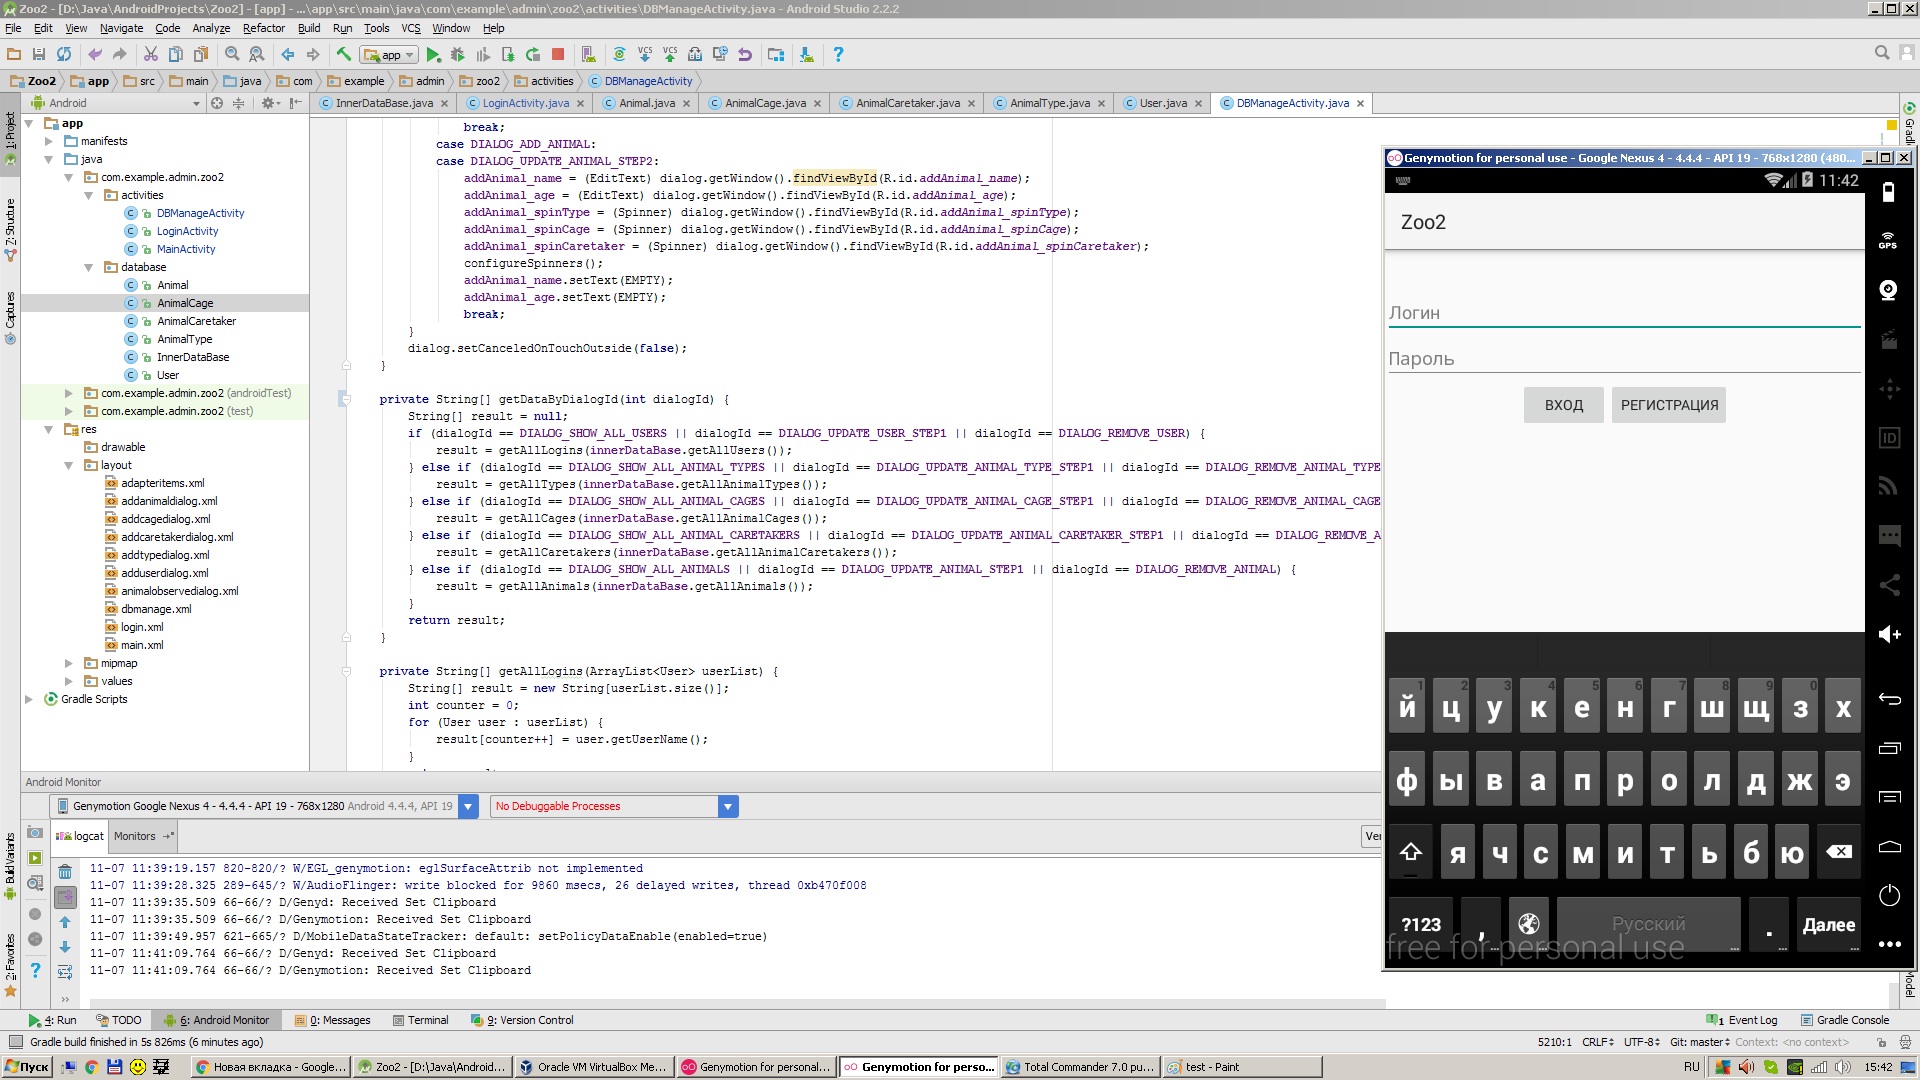 Zoo2 - [D:\Java\AndroidProjects\Zoo2] - [app] - ...\app\src\main\java\com\example\admin\zoo2\activities\DBManageActivity.java - Android Studio 2.2.2
File Edit View Navigate Code Analyze Refactor Build Run Tools VCS Window Help
app
Zoo2 app src main java com example admin zoo2 activities DBManageActivity
Android
InnerDataBase.java LoginActivity.java Animal.java AnimalCage.java AnimalCaretaker.java AnimalType.java User.java DBManageActivity.java
1: Project
Z: Structure
Captures
Build Variants
2: Favorites
app
manifests
java
com.example.admin.zoo2
activities
DBManageActivity
LoginActivity
MainActivity
database
Animal
AnimalCage
AnimalCaretaker
AnimalType
InnerDataBase
User
com.example.admin.zoo2 (androidTest)
com.example.admin.zoo2 (test)
res
drawable
layout
adapteritems.xml
addanimaldialog.xml
addcagedialog.xml
addcaretakerdialog.xml
addtypedialog.xml
adduserdialog.xml
animalobservedialog.xml
dbmanage.xml
login.xml
main.xml
mipmap
values
Gradle Scripts
break;
case DIALOG_ADD_ANIMAL:
case DIALOG_UPDATE_ANIMAL_STEP2:
addAnimal_name = (EditText) dialog.getWindow().findViewById(R.id.addAnimal_name);
addAnimal_age = (EditText) dialog.getWindow().findViewById(R.id.addAnimal_age);
addAnimal_spinType = (Spinner) dialog.getWindow().findViewById(R.id.addAnimal_spinType);
addAnimal_spinCage = (Spinner) dialog.getWindow().findViewById(R.id.addAnimal_spinCage);
addAnimal_spinCaretaker = (Spinner) dialog.getWindow().findViewById(R.id.addAnimal_spinCaretaker);
configureSpinners();
addAnimal_name.setText(EMPTY);
addAnimal_age.setText(EMPTY);
break;
}
dialog.setCanceledOnTouchOutside(false);
}
private String[] getDataByDialogId(int dialogId) {
String[] result = null;
if (dialogId == DIALOG_SHOW_ALL_USERS || dialogId == DIALOG_UPDATE_USER_STEP1 || dialogId == DIALOG_REMOVE_USER) {
result = getAllLogins(innerDataBase.getAllUsers());
} else if (dialogId == DIALOG_SHOW_ALL_ANIMAL_TYPES || dialogId == DIALOG_UPDATE_ANIMAL_TYPE_STEP1 || dialogId == DIALOG_REMOVE_ANIMAL_TYPE
result = getAllTypes(innerDataBase.getAllAnimalTypes());
} else if (dialogId == DIALOG_SHOW_ALL_ANIMAL_CAGES || dialogId == DIALOG_UPDATE_ANIMAL_CAGE_STEP1 || dialogId == DIALOG_REMOVE_ANIMAL_CAGE
result = getAllCages(innerDataBase.getAllAnimalCages());
} else if (dialogId == DIALOG_SHOW_ALL_ANIMAL_CARETAKERS || dialogId == DIALOG_UPDATE_ANIMAL_CARETAKER_STEP1 || dialogId == DIALOG_REMOVE_A
result = getAllCaretakers(innerDataBase.getAllAnimalCaretakers());
} else if (dialogId == DIALOG_SHOW_ALL_ANIMALS || dialogId == DIALOG_UPDATE_ANIMAL_STEP1 || dialogId == DIALOG_REMOVE_ANIMAL) {
result = getAllAnimals(innerDataBase.getAllAnimals());
}
return result;
}
private String[] getAllLogins(ArrayList<User> userList) {
String[] result = new String[userList.size()];
int counter = 0;
for (User user : userList) {
result[counter++] = user.getUserName();
}
Genymotion for personal use - Google Nexus 4 - 4.4.4 - API 19 - 768x1280 (480...
11:42
Zoo2
GPS
Логин
Пароль
ВХОД РЕГИСТРАЦИЯ
ID
1 2 3 4 5 6 7 8 9 0
й ц у к е н г ш щ з х
ф ы в а п р о л д ж э
я ч с м и т ь б ю
?123 , Русский . Далее
free for personal use
Android Monitor
Genymotion Google Nexus 4 - 4.4.4 - API 19 - 768x1280 Android 4.4.4, API 19 No Debuggable Processes
logcat Monitors Ver
11-07 11:39:19.157 820-820/? W/EGL_genymotion: eglSurfaceAttrib not implemented
11-07 11:39:28.325 289-645/? W/AudioFlinger: write blocked for 9860 msecs, 26 delayed writes, thread 0xb470f008
11-07 11:39:35.509 66-66/? D/Genyd: Received Set Clipboard
11-07 11:39:35.509 66-66/? D/Genymotion: Received Set Clipboard
11-07 11:39:49.957 621-665/? D/MobileDataStateTracker: default: setPolicyDataEnable(enabled=true)
11-07 11:41:09.764 66-66/? D/Genyd: Received Set Clipboard
11-07 11:41:09.764 66-66/? D/Genymotion: Received Set Clipboard
4: Run TODO 6: Android Monitor 0: Messages Terminal 9: Version Control 1 Event Log Gradle Console
Gradle build finished in 5s 826ms (6 minutes ago) 5210:1 CRLF UTF-8 Git: master Context: <no context>
Пуск Новая вкладка - Google... Zoo2 - [D:\Java\Android... Oracle VM VirtualBox Me... Genymotion for personal... Genymotion for perso... Total Commander 7.0 pu... test - Paint RU 15:42